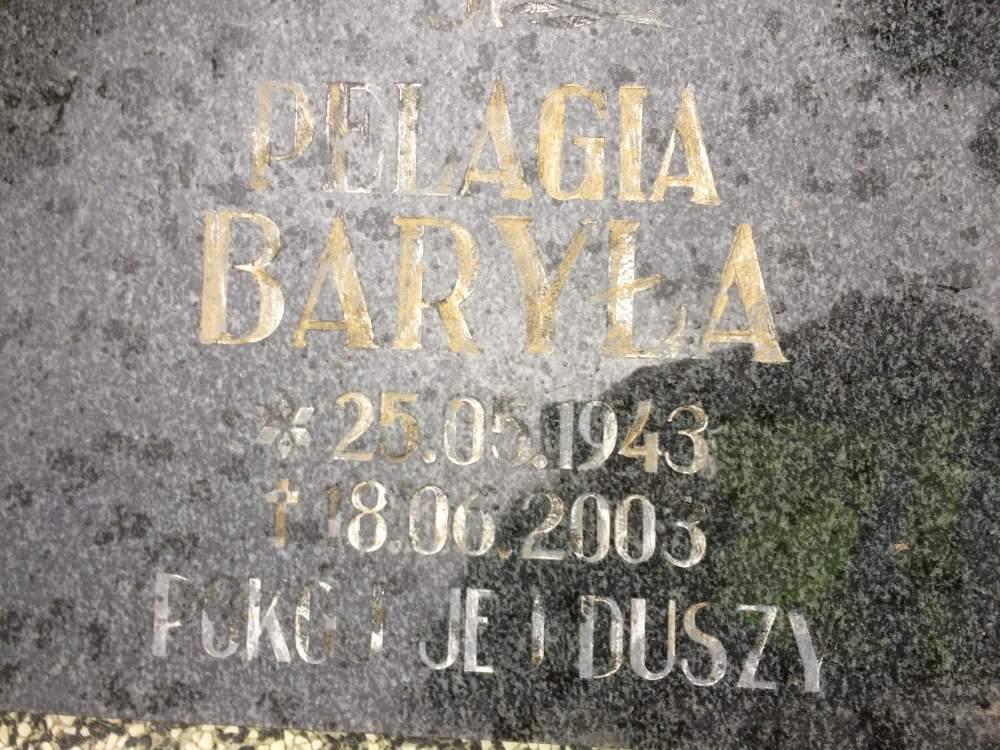 PELAGIA
BARYŁA
25.05.1943
18.06.2003
POKÓJ JEJ DUSZY